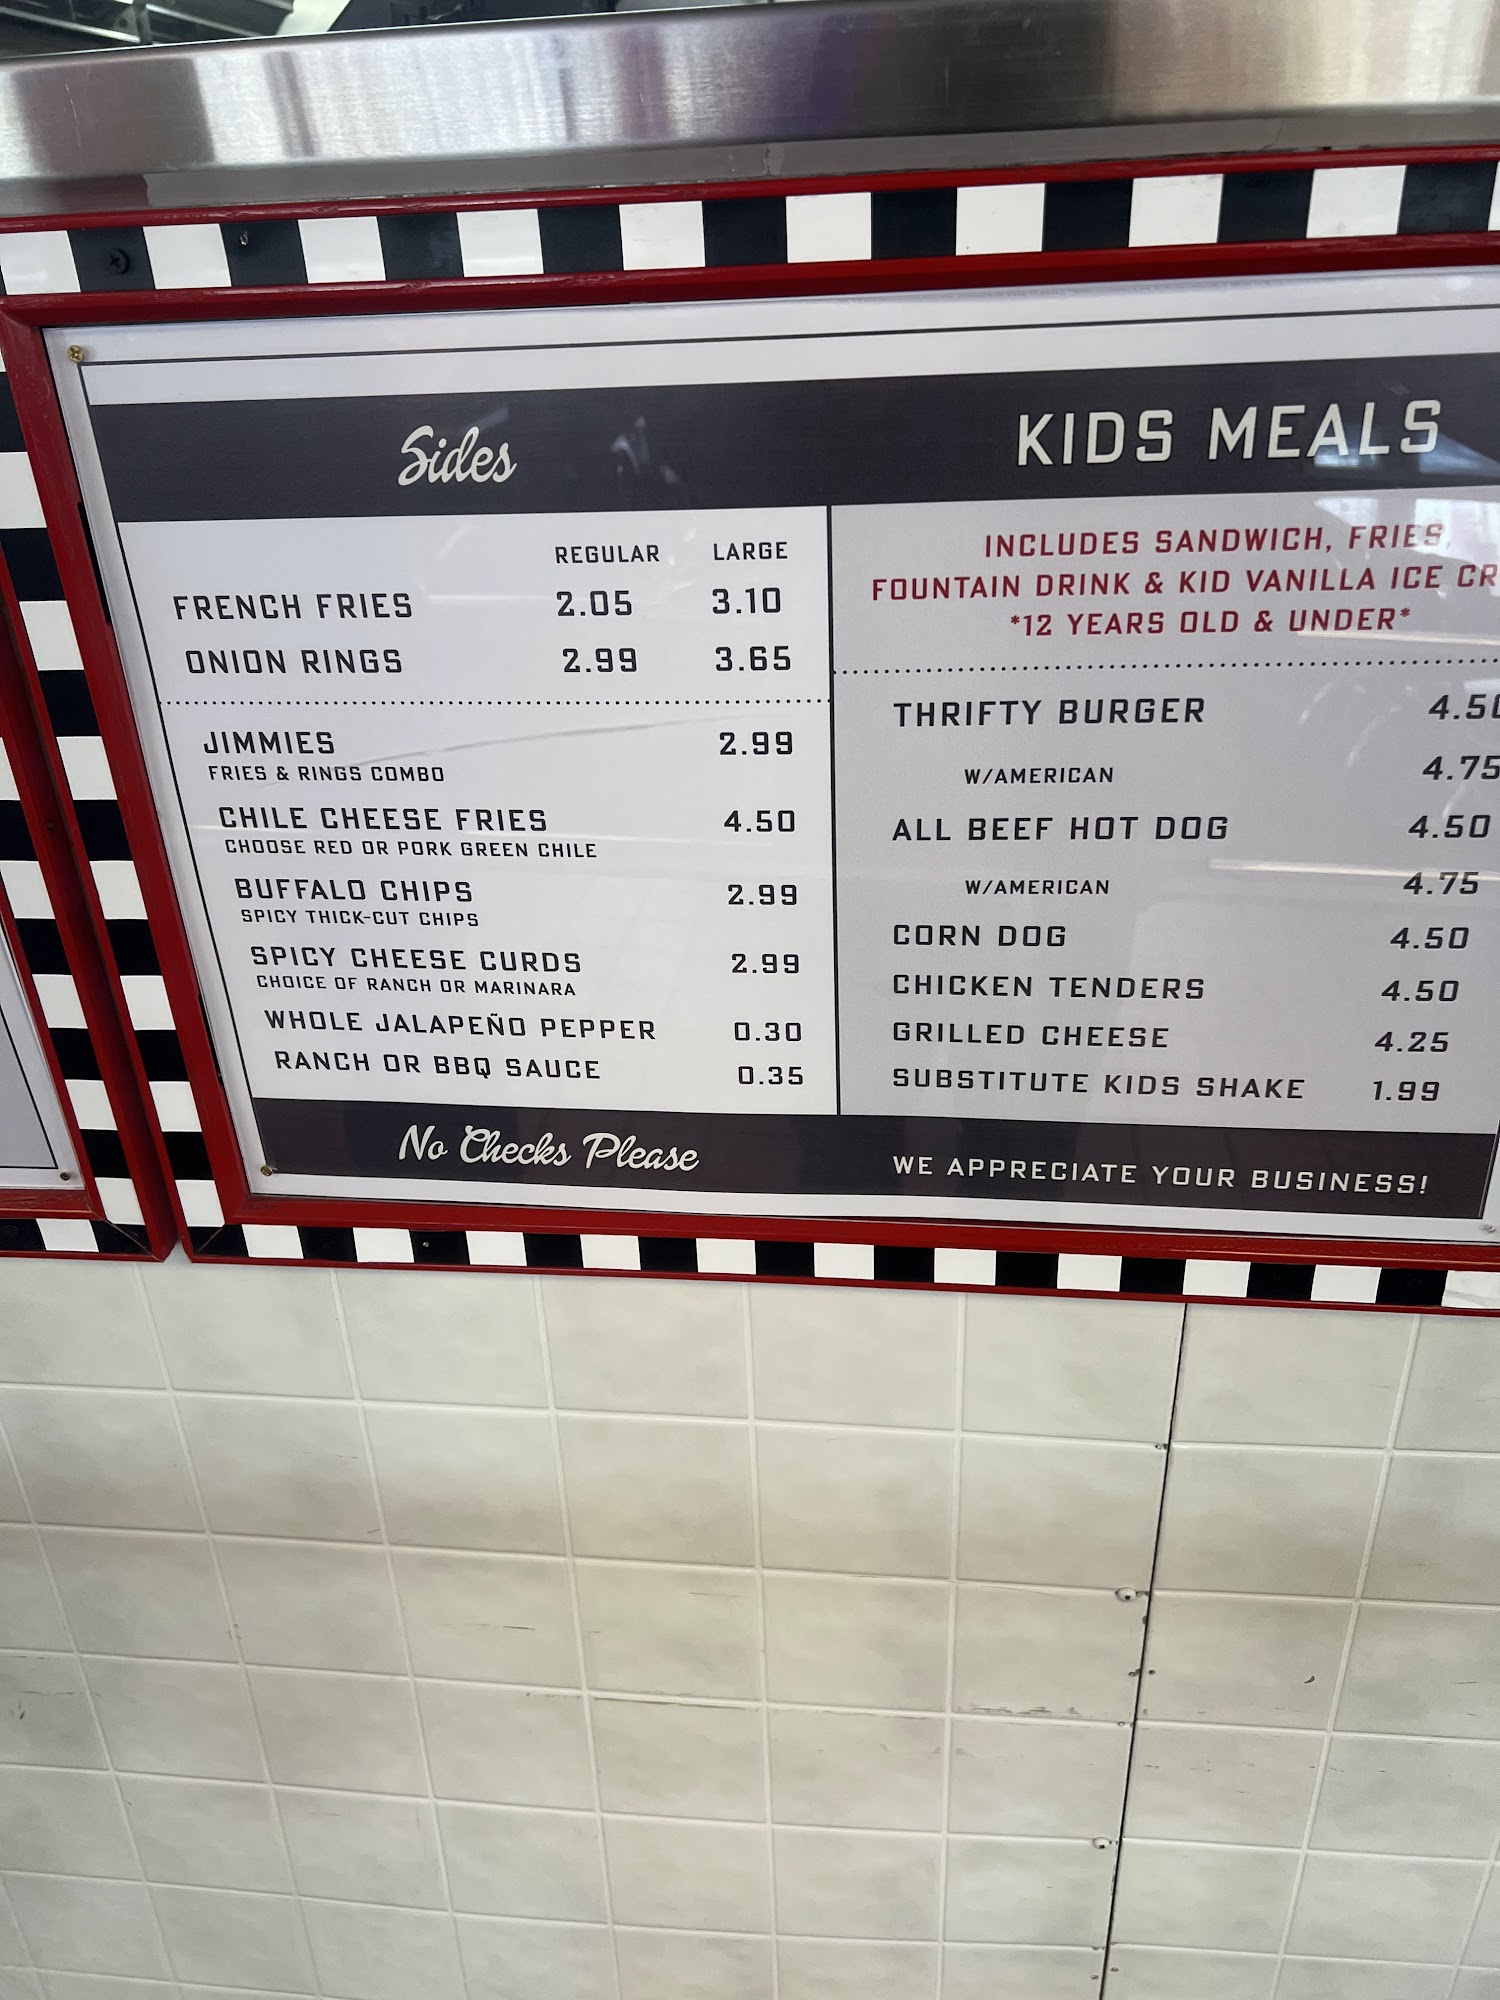 Sides
REGULAR LARGE
FRENCH FRIES 2.05 3.10
ONION RINGS 2.99 3.65
JIMMIES 2.99
FRIES & RINGS COMBO
CHILE CHEESE FRIES 4.50
CHOOSE RED OR PORK GREEN CHILE
BUFFALO CHIPS 2.99
SPICY THICK-CUT CHIPS
SPICY CHEESE CURDS 2.99
CHOICE OF RANCH OR MARINARA
WHOLE JALAPEÑO PEPPER 0.30
RANCH OR BBQ SAUCE 0.35
No Checks Please
KIDS MEALS
INCLUDES SANDWICH, FRIES,
FOUNTAIN DRINK & KID VANILLA ICE
*12 YEARS OLD & UNDER*
THRIFTY BURGER 4.50
W/AMERICAN 4.75
ALL BEEF HOT DOG 4.50
W/AMERICAN 4.75
CORN DOG 4.50
CHICKEN TENDERS 4.50
GRILLED CHEESE 4.25
SUBSTITUTE KIDS SHAKE 1.99
WE APPRECIATE YOUR BUSINESS!